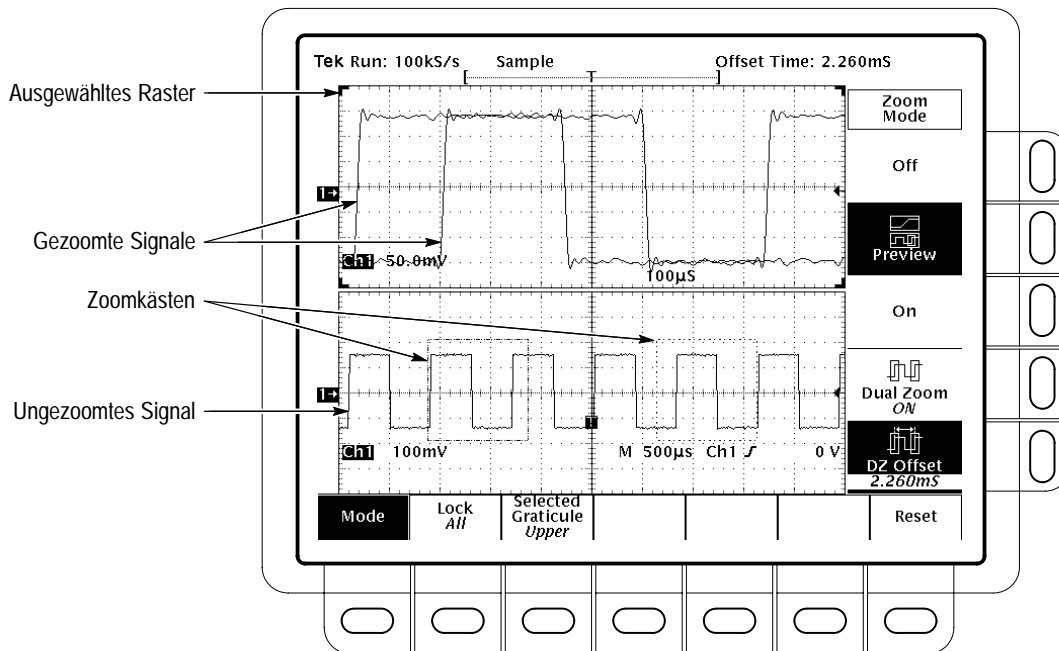 Tek Run: 100kS/s Sample Offset Time: 2.260mS
[ T ]
Ausgewähltes Raster
Zoom
Mode
Off
1→
Gezoomte Signale
Ch1 50.0mV
100µS
Preview
Zoomkästen
On
1→
Dual Zoom
ON
Ungezoomtes Signal
T
Ch1 100mV M 500µs Ch1 0 V
DZ Offset
2.260mS
Mode
Lock
All
Selected
Graticule
Upper
Reset